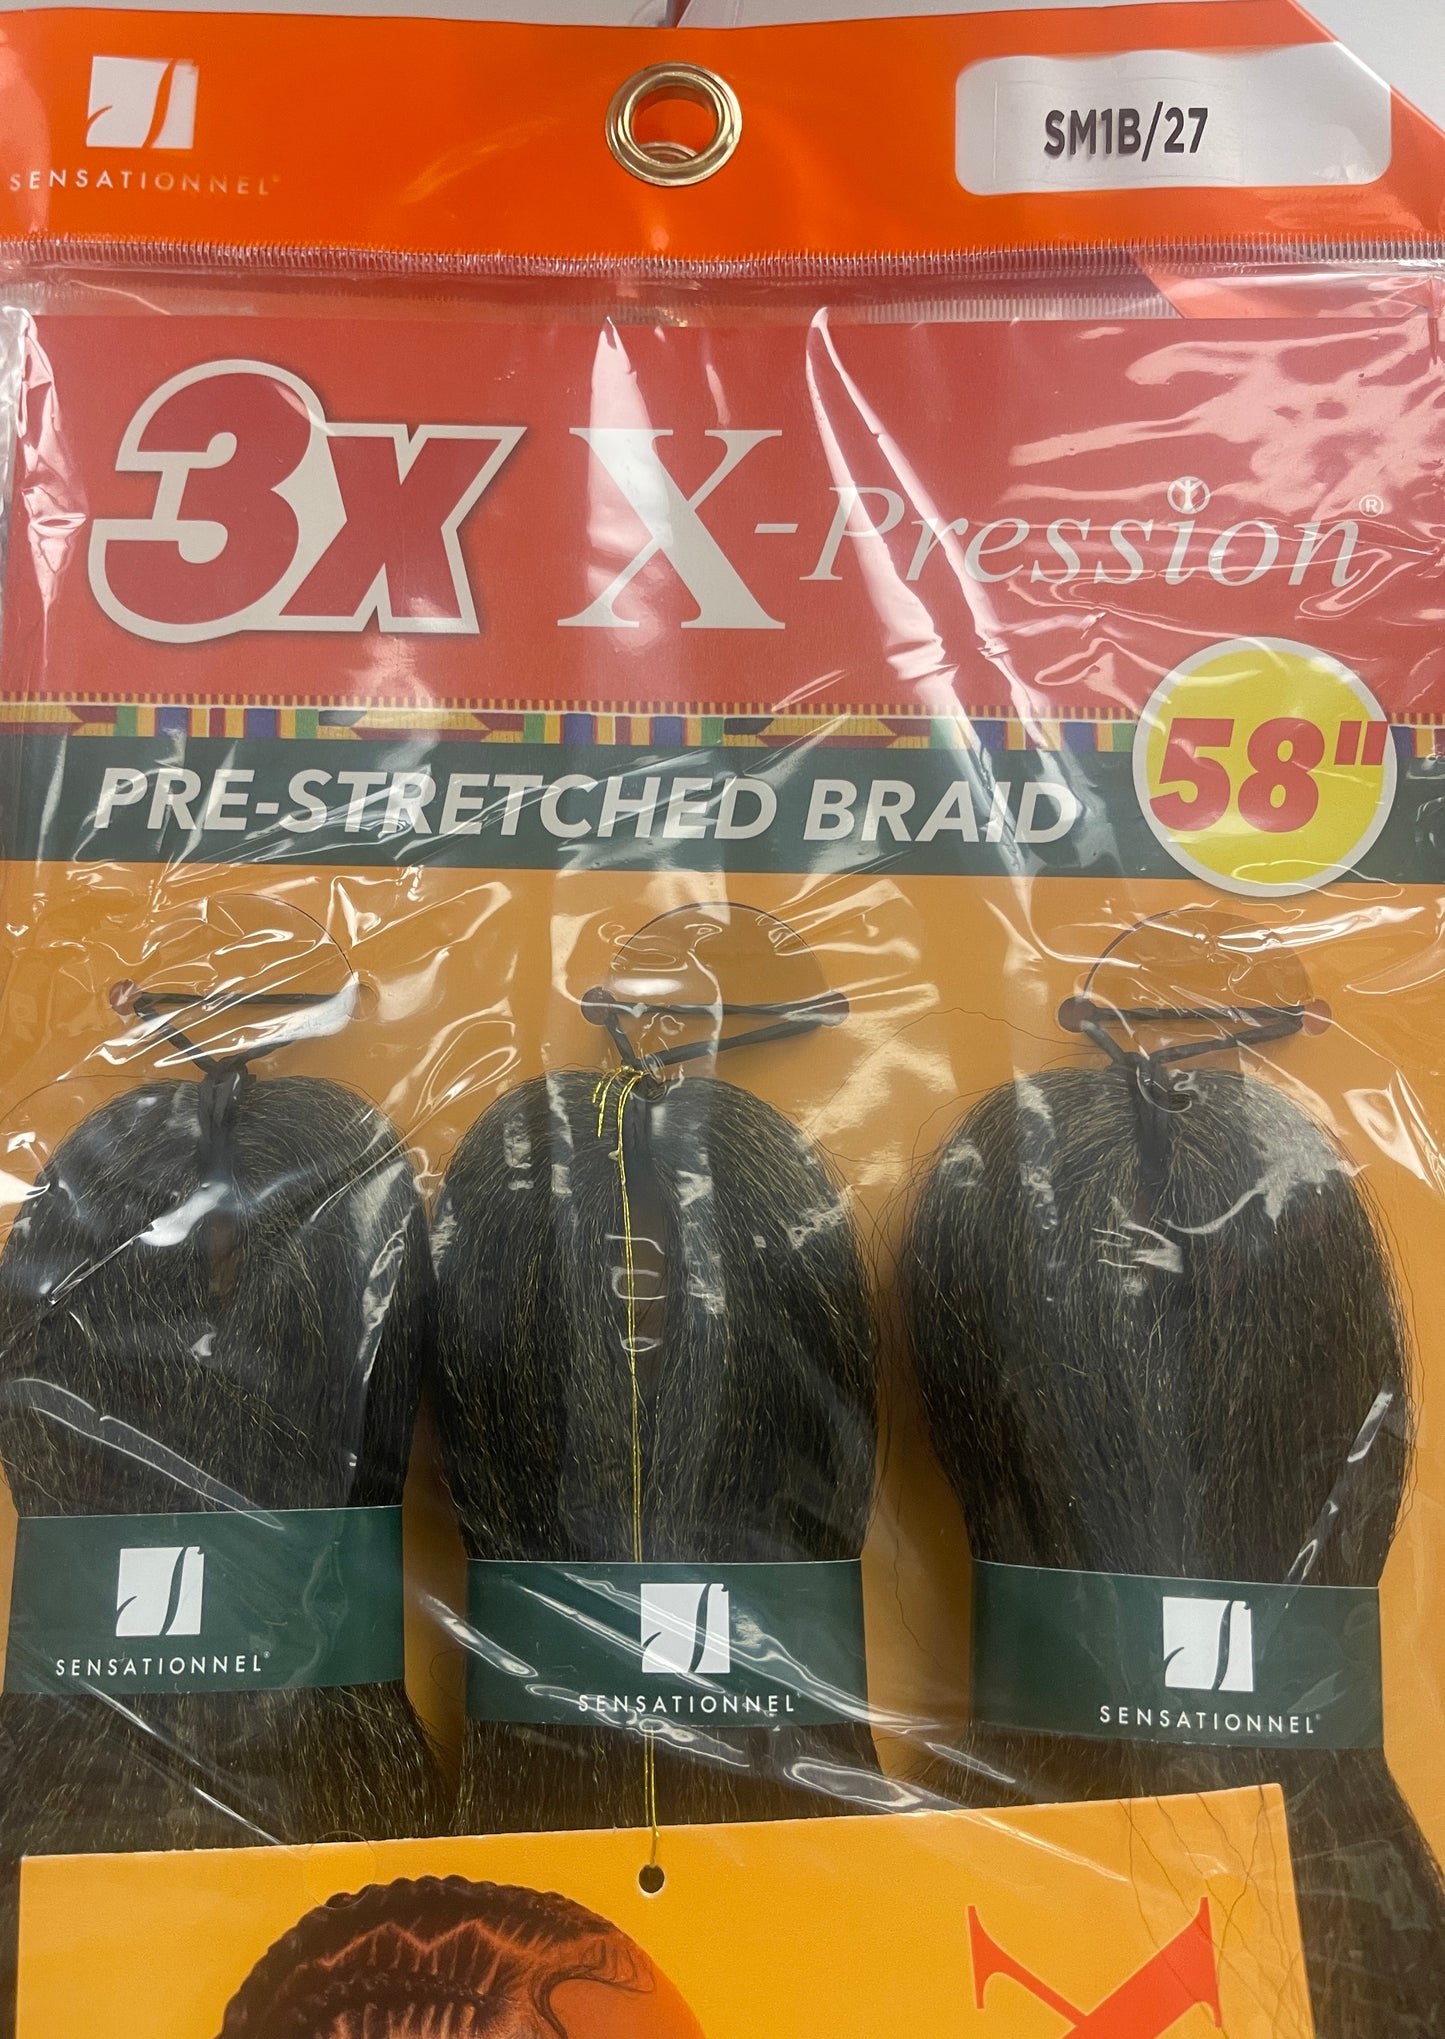 SENSATIONNEL®
SM1B/27
3X X-Pression®
58"
PRE-STRETCHED BRAID
SENSATIONNEL®
SENSATIONNEL®
SENSATIONNEL®
X